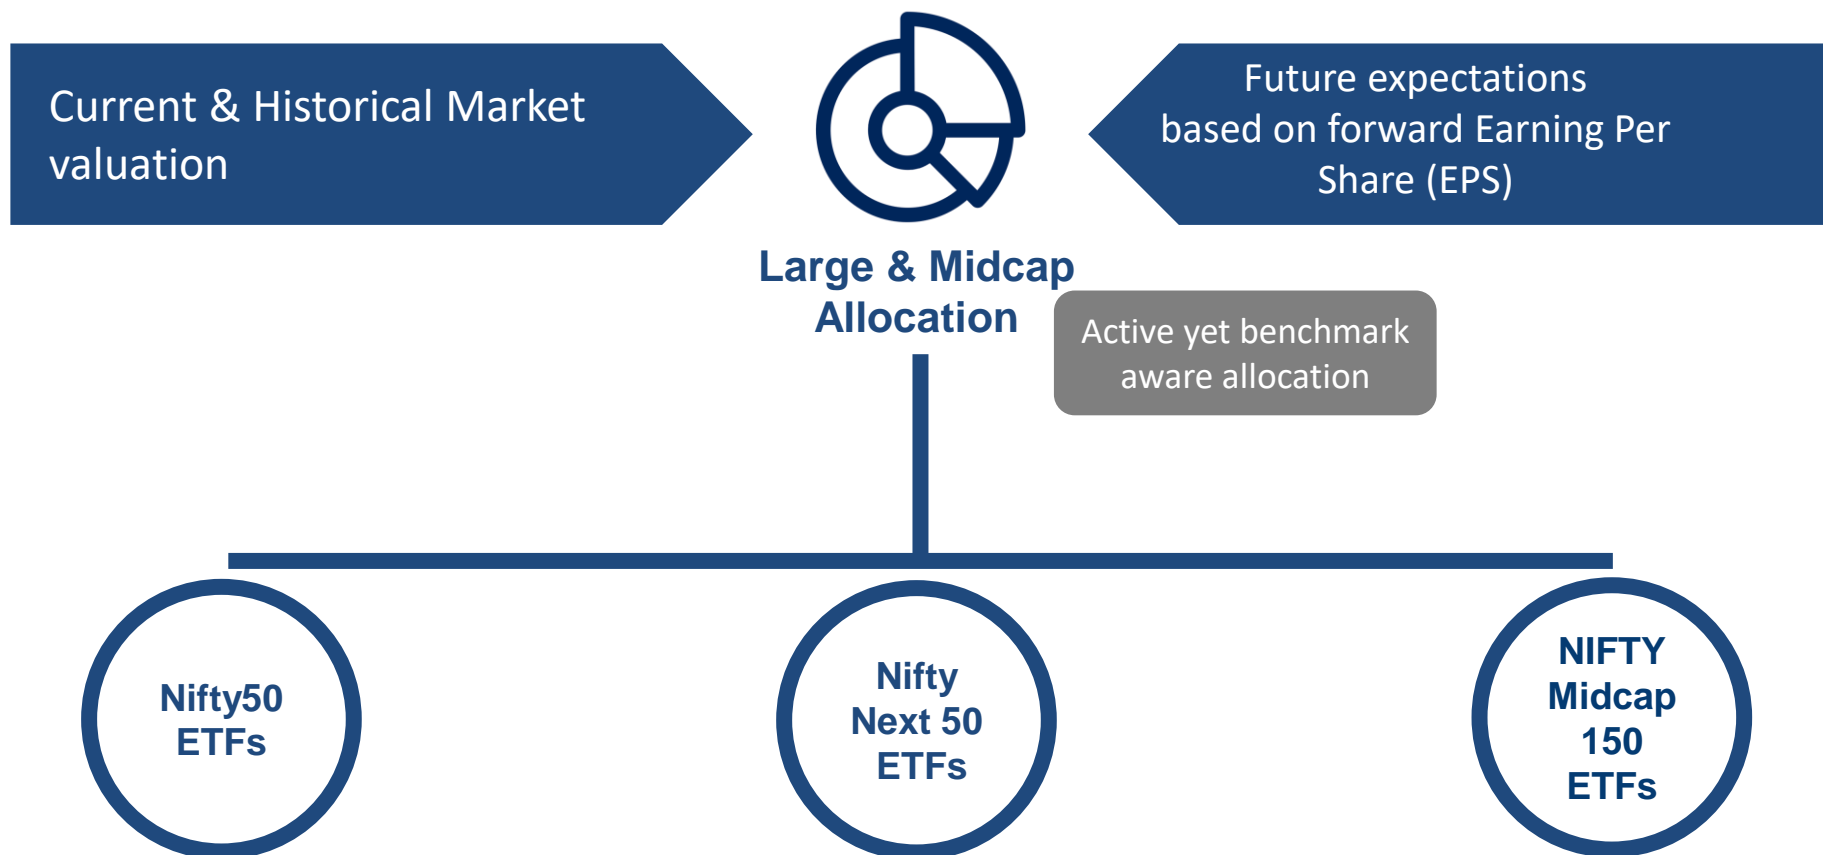 Current & Historical Market
valuation
Future expectations
based on forward Earning Per
Share (EPS)
Large & Midcap
Allocation
Active yet benchmark
aware allocation
Nifty50
ETFs
Nifty
Next 50
ETFs
NIFTY
Midcap
150
ETFs